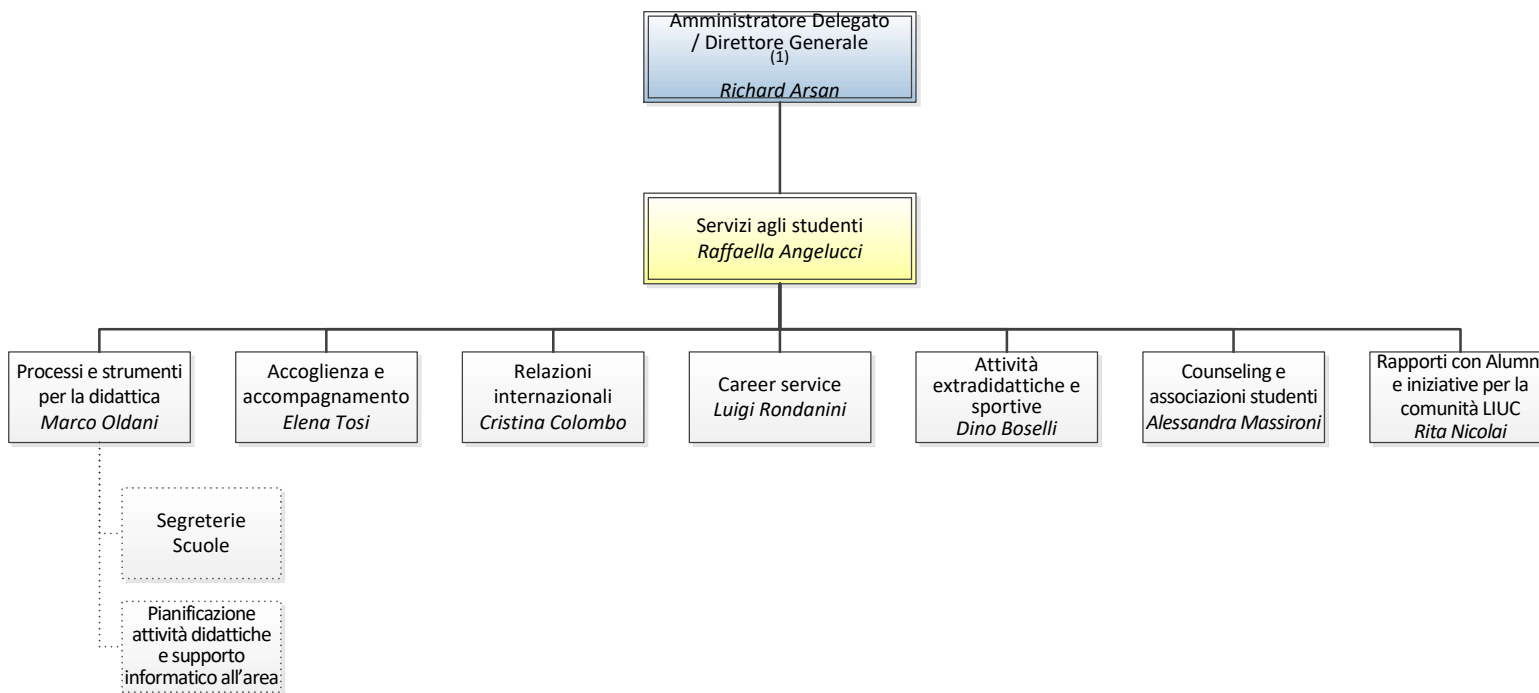 Amministratore Delegato
/ Direttore Generale
(1)
Richard Arsan
Servizi agli studenti
Raffaella Angelucci
Processi e strumenti
per la didattica
Marco Oldani
Accoglienza e
accompagnamento
Elena Tosi
Relazioni
internazionali
Cristina Colombo
Career service
Luigi Rondanini
Attività
extradidattiche e
sportive
Dino Boselli
Counseling e
associazioni studenti
Alessandra Massironi
Rapporti con Alumn
e iniziative per la
comunità LIUC
Rita Nicolai
Segreterie
Scuole
Pianificazione
attività didattiche
e supporto
informatico all’area